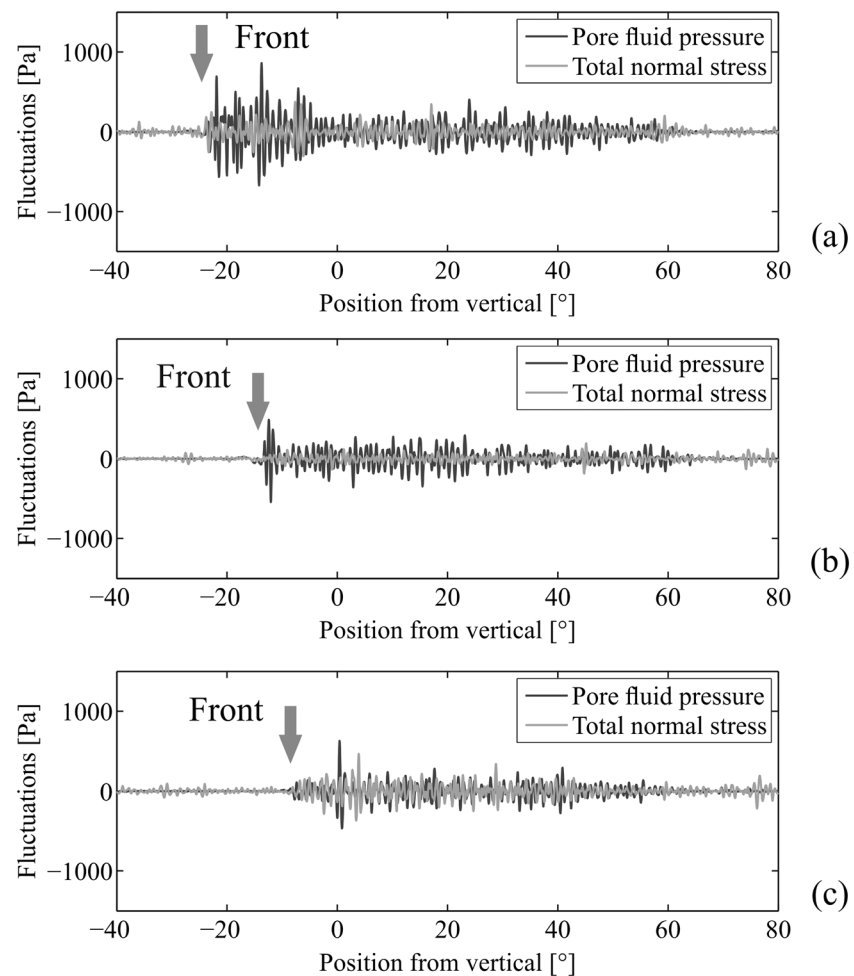 1000
0
−1000
Fluctuations [Pa]
Front
Pore fluid pressure
Total normal stress
−40 −20 0 20 40 60 80
Position from vertical [°]
(a)
1000
0
−1000
Fluctuations [Pa]
Front
Pore fluid pressure
Total normal stress
−40 −20 0 20 40 60 80
Position from vertical [°]
(b)
1000
0
−1000
Fluctuations [Pa]
Front
Pore fluid pressure
Total normal stress
−40 −20 0 20 40 60 80
Position from vertical [°]
(c)